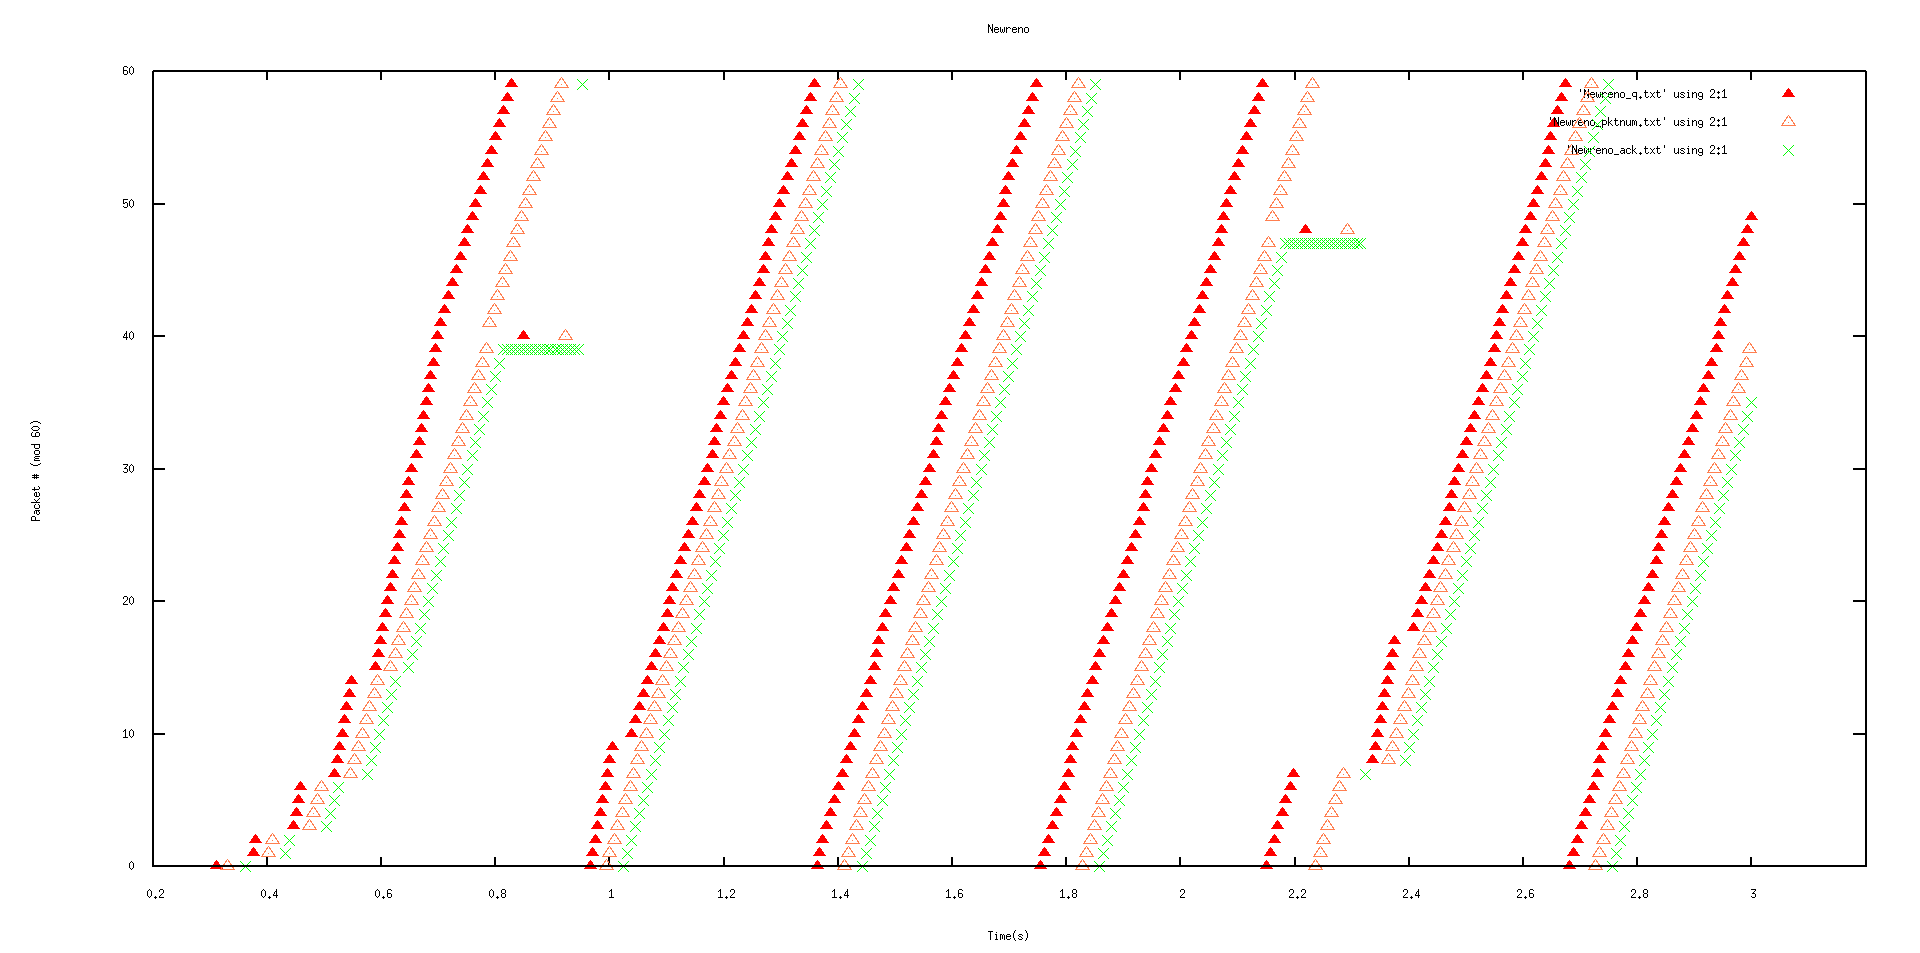 Newreno
60
50
40
30
20
10
0
Packet # (mod 60)
'Newreno_q.txt' using 2:1
'Newreno_pktnum.txt' using 2:1
'Newreno_ack.txt' using 2:1
0.2 0.4 0.6 0.8 1 1.2 1.4 1.6 1.8 2 2.2 2.4 2.6 2.8 3
Time(s)